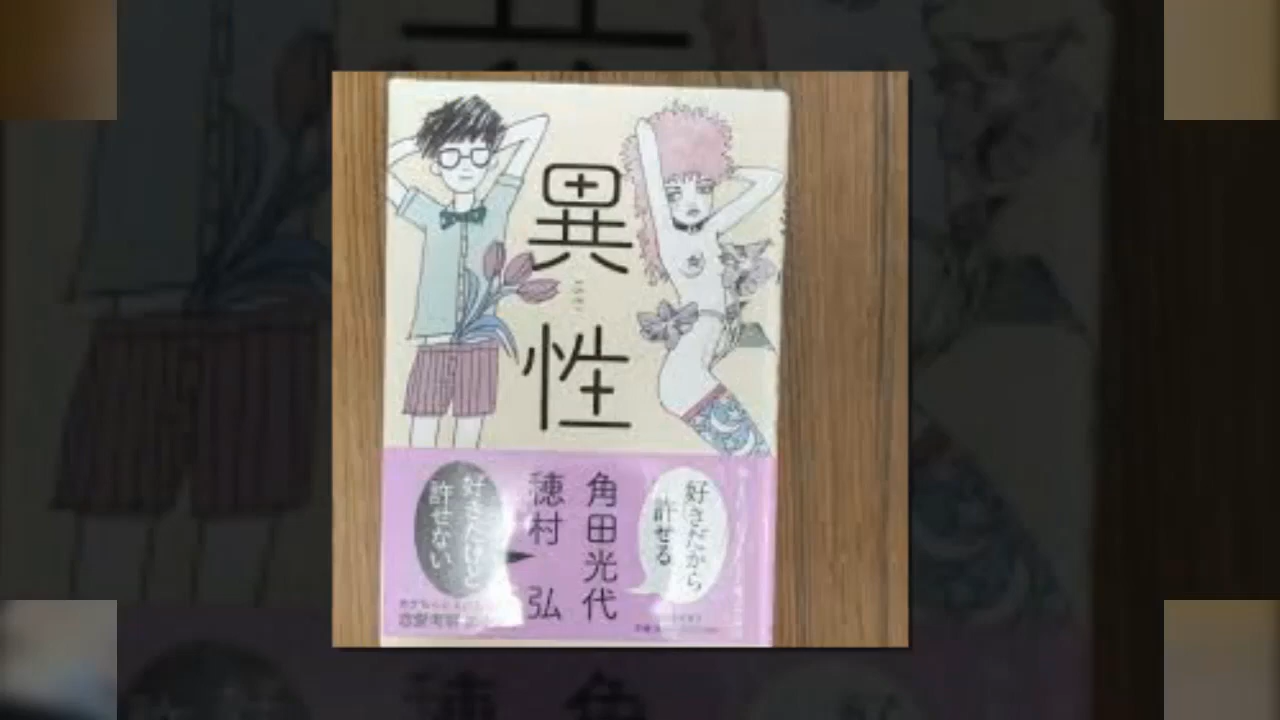 異性
角田光代
穂村 弘
好きだから
許せる
好きだけど
許せない